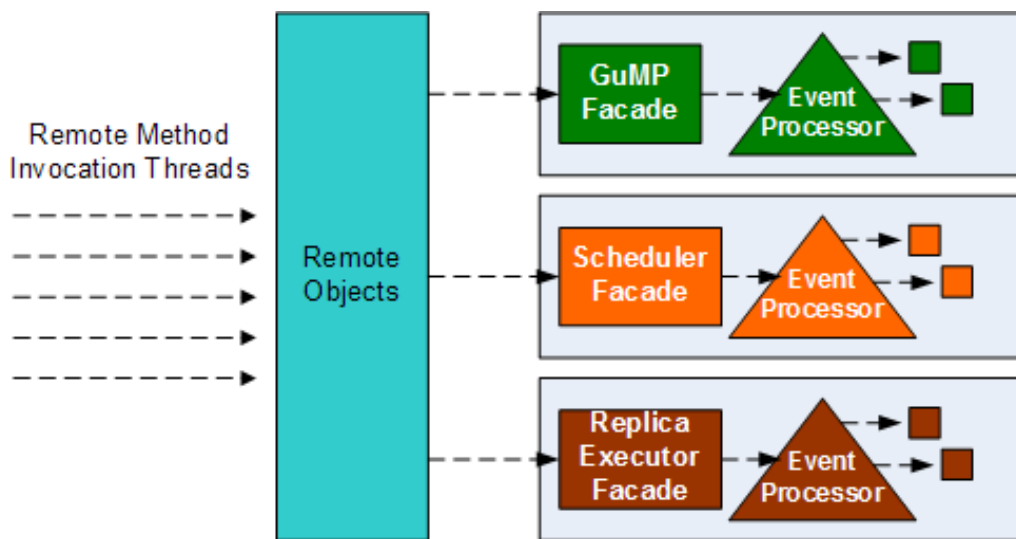 Remote Method
Invocation Threads
Remote
Objects
GuMP
Facade
Event
Processor
Scheduler
Facade
Event
Processor
Replica
Executor
Facade
Event
Processor